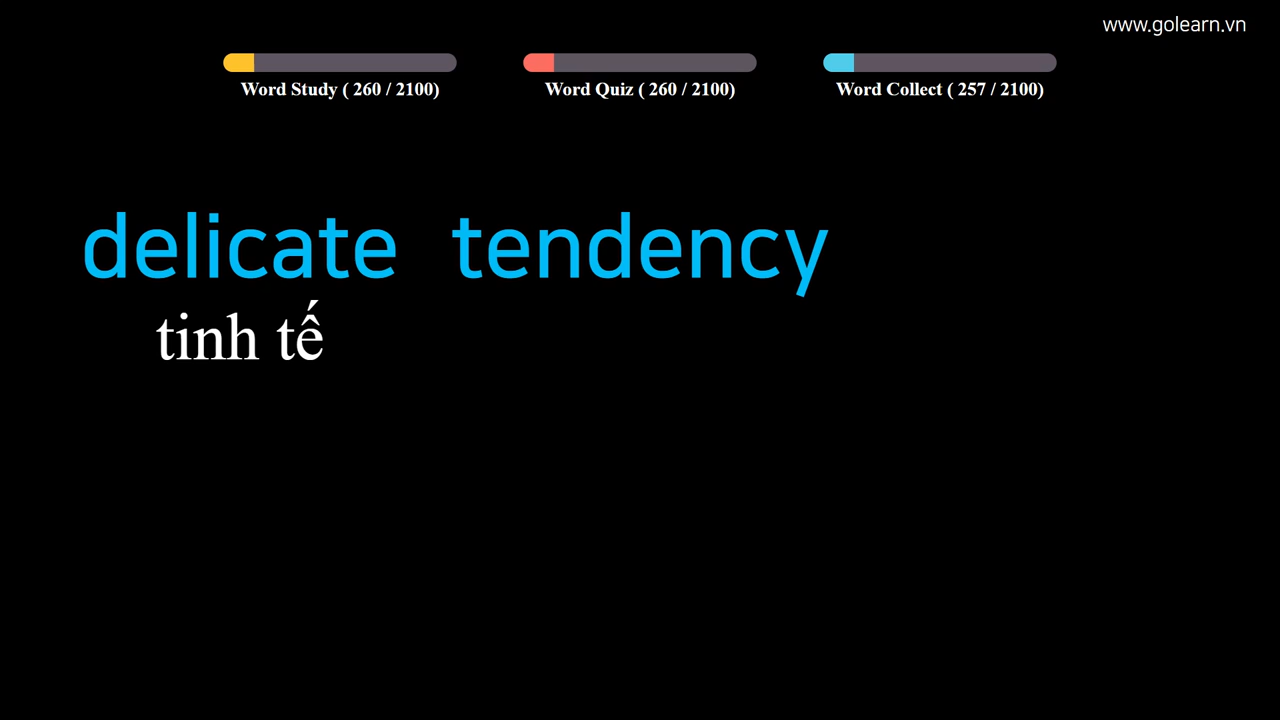 www.golearn.vn
Word Study ( 260 / 2100) Word Quiz ( 260 / 2100) Word Collect ( 257 / 2100)
delicate tendency
tinh tế